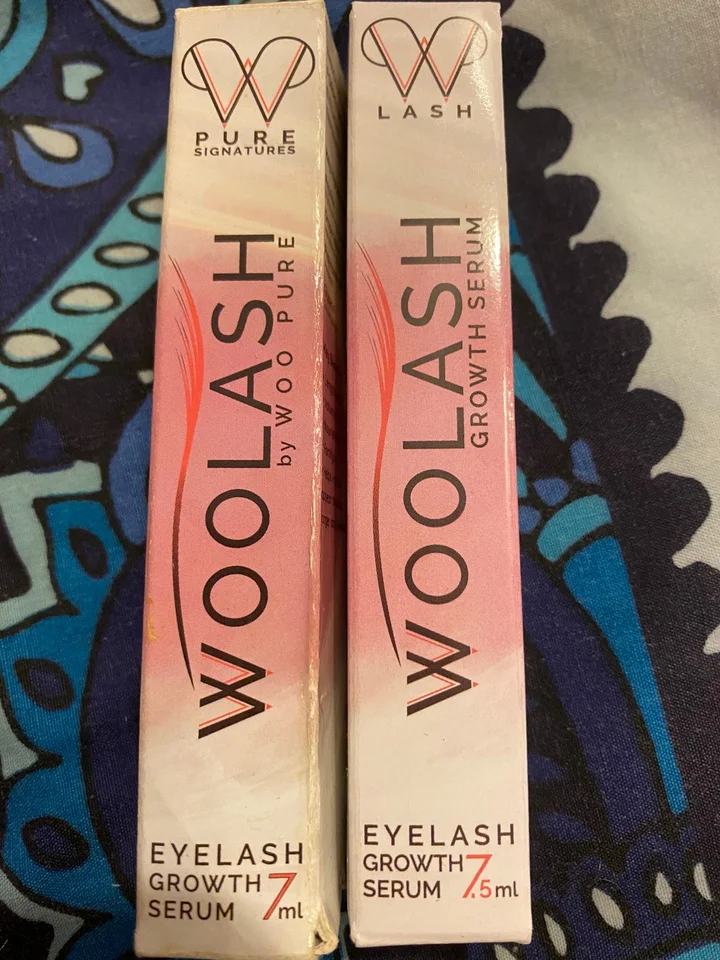 W
PURE
SIGNATURES
WOOLASH
by WOO PURE
EYELASH
GROWTH
SERUM 7ml
W
LASH
WOOLASH
GROWTH SERUM
EYELASH
GROWTH
SERUM 7.5ml